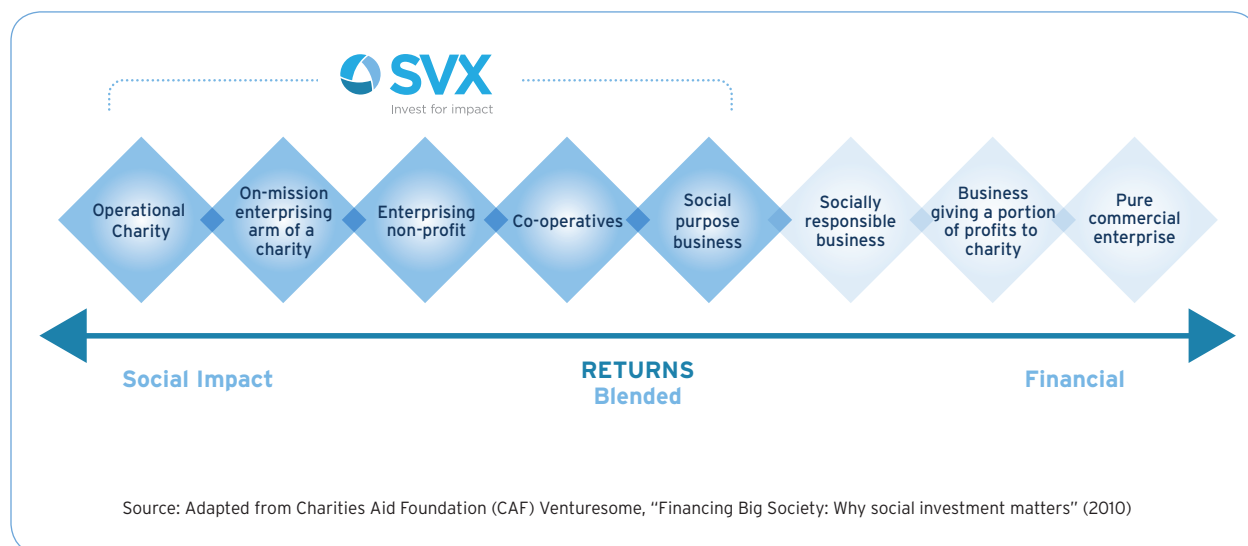 SVX
Invest for impact
Operational
Charity
On-mission
enterprising
arm of a
charity
Enterprising
non-profit
Co-operatives
Social
purpose
business
Socially
responsible
business
Business
giving a portion
of profits to
charity
Pure
commercial
enterprise
RETURNS
Social Impact
Blended
Financial
Source: Adapted from Charities Aid Foundation (CAF) Venturesome, “Financing Big Society: Why social investment matters” (2010)